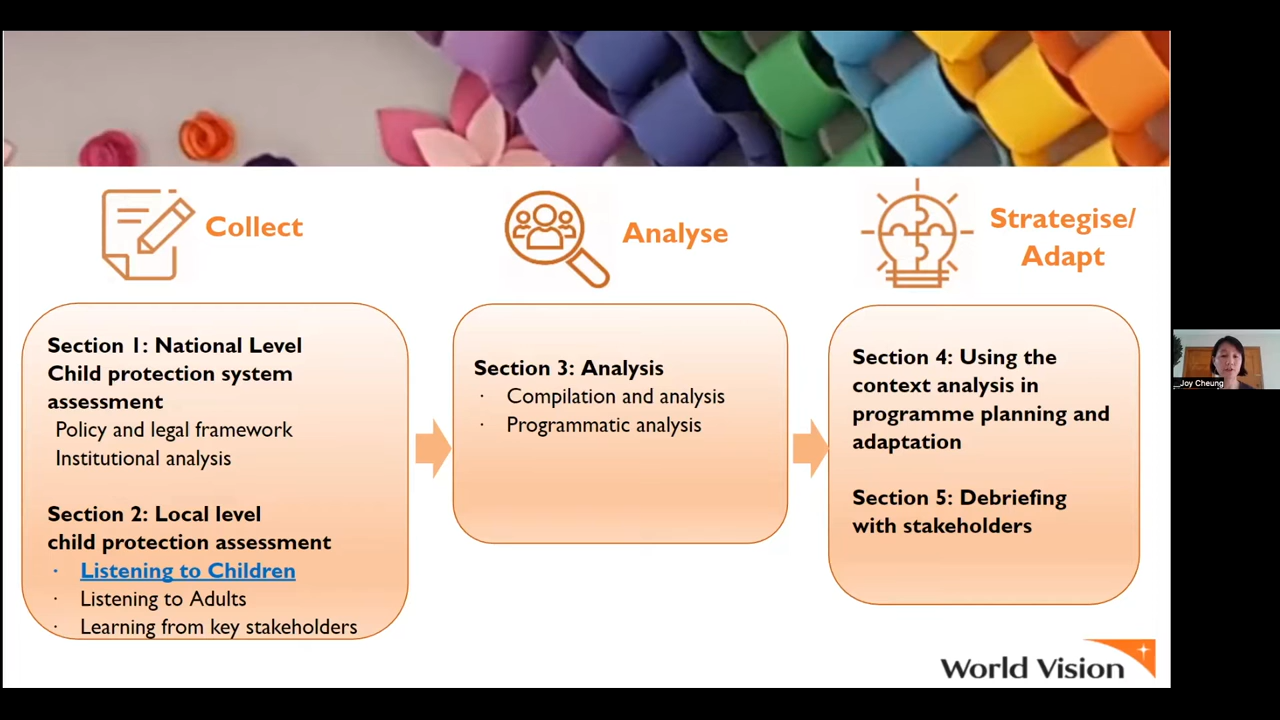 Collect
Section 1: National Level
Child protection system
assessment
Policy and legal framework
Institutional analysis
Section 2: Local level
child protection assessment
· Listening to Children
· Listening to Adults
· Learning from key stakeholders
Analyse
Section 3: Analysis
· Compilation and analysis
· Programmatic analysis
Strategise/
Adapt
Section 4: Using the
context analysis in
programme planning and
adaptation
Section 5: Debriefing
with stakeholders
World Vision
Joy Cheung